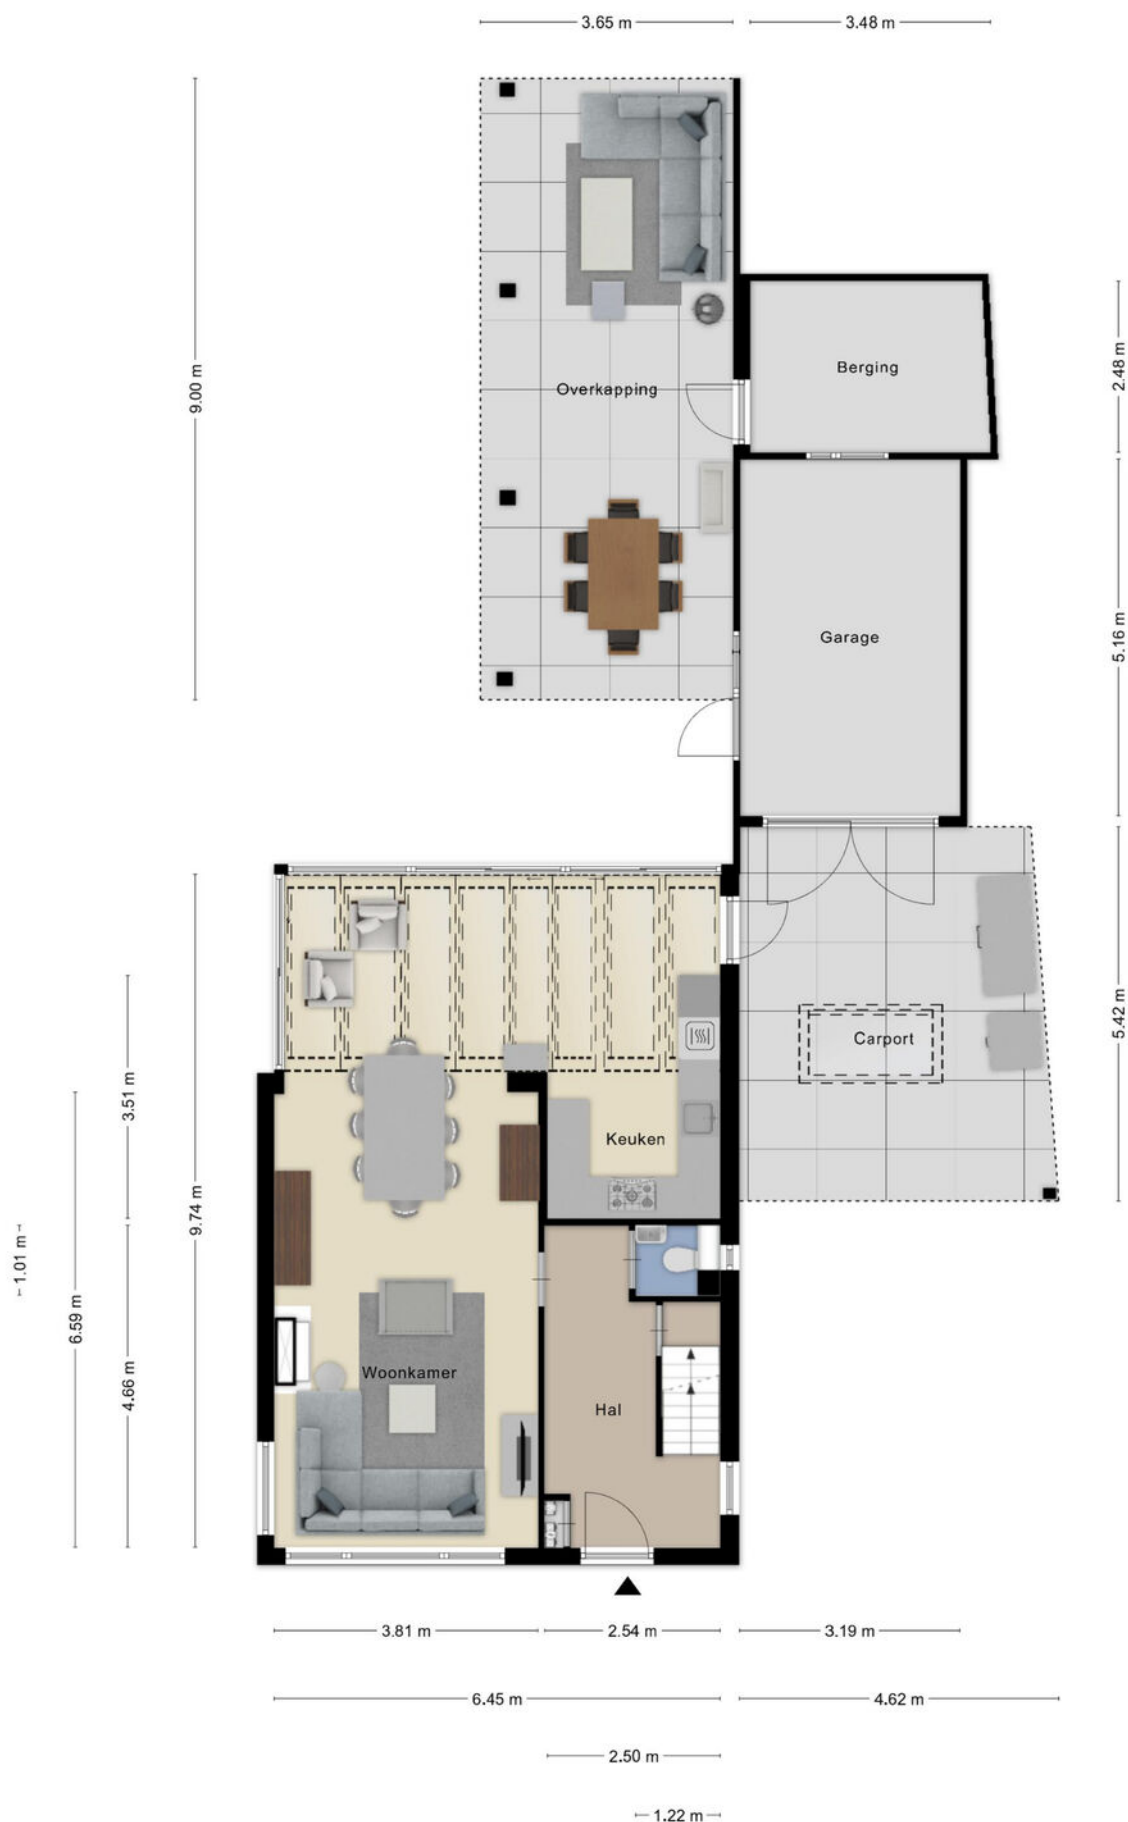 3.65 m
3.48 m
9.00 m
2.48 m
Berging
Overkapping
Garage
5.16 m
5.42 m
Carport
3.51 m
Keuken
9.74 m
1.01 m
6.59 m
4.66 m
Woonkamer
Hal
3.81 m
2.54 m
3.19 m
6.45 m
4.62 m
2.50 m
1.22 m